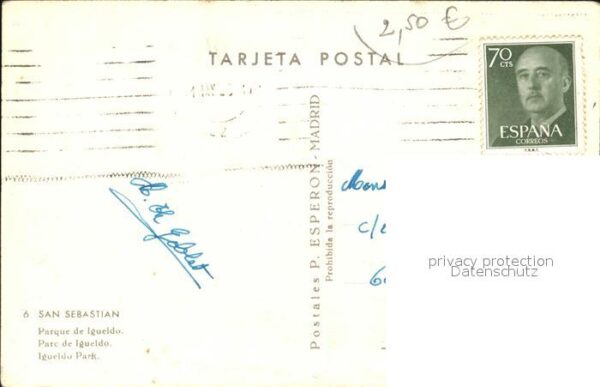 2,50 €
TARJETA POSTAL
70
CTS
ESPAÑA
CORREOS
Postales P. ESPERON - MADRID
Prohibida la reproducción
c/
privacy protection
Datenschutz
6 SAN SEBASTIAN
Parque de Igueldo.
Parc de Igueldo.
Igueldo Park.